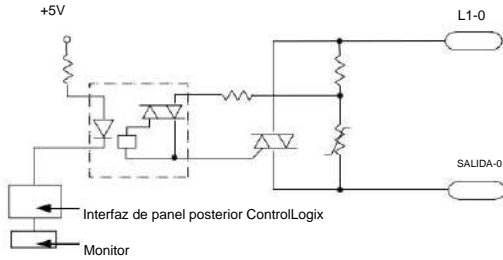 +5V
L1-0
SALIDA-0
Interfaz de panel posterior ControlLogix
Monitor